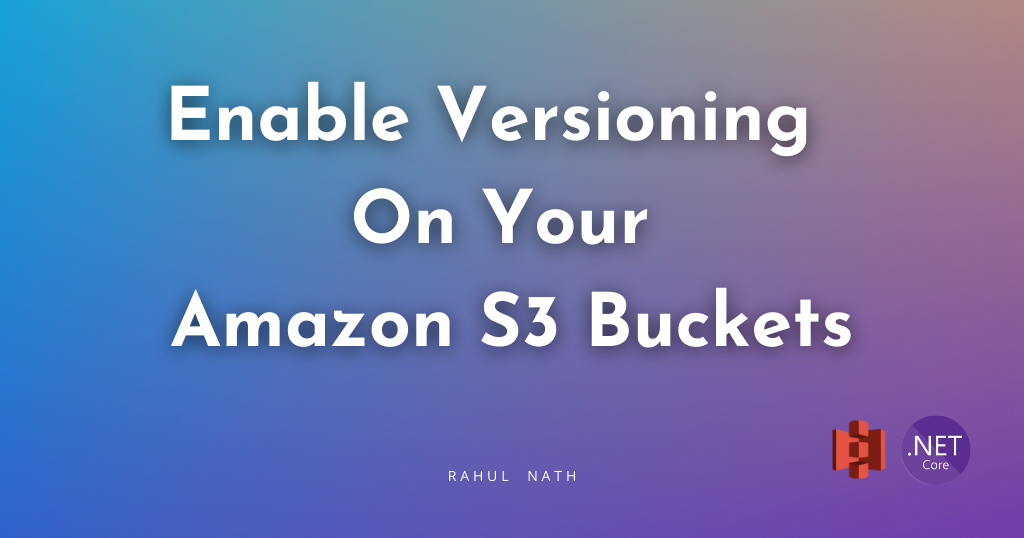 Enable Versioning
On Your
Amazon S3 Buckets
RAHUL NATH
.NET
Core